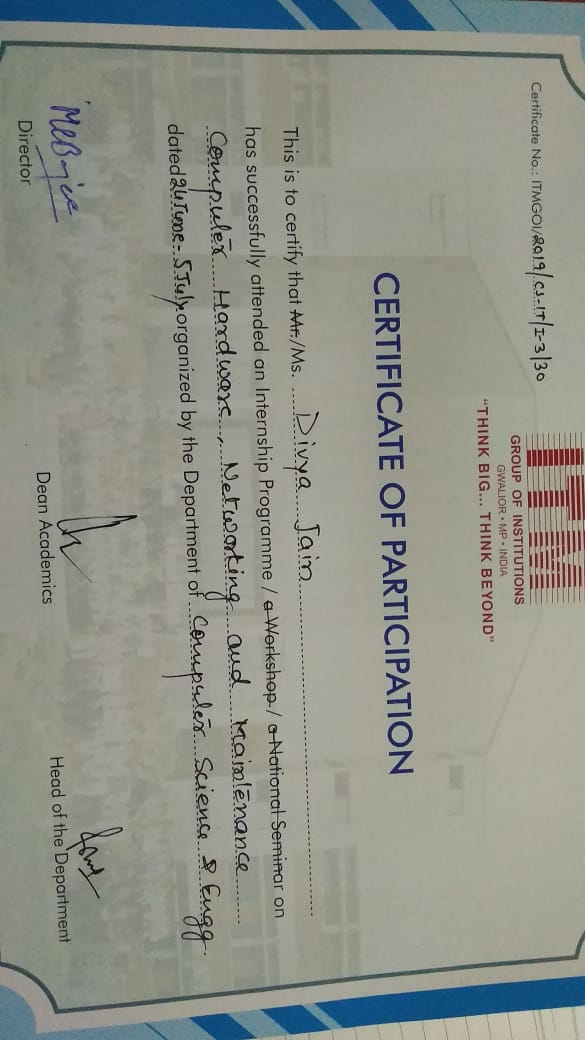 Certificate No.: ITMGOI/2019/CS-IT/I-3/30
ITM
GROUP OF INSTITUTIONS
GWALIOR • MP • INDIA
"THINK BIG... THINK BEYOND"
CERTIFICATE OF PARTICIPATION
This is to certify that Mr./Ms. Divya Jain
has successfully attended an Internship Programme / a Workshop / a National Seminar on
Computer Hardware, Networking and Maintenance
dated 24 June - 5 July organized by the Department of Computer Science & Engg.
Director
Dean Academics
Head of the Department